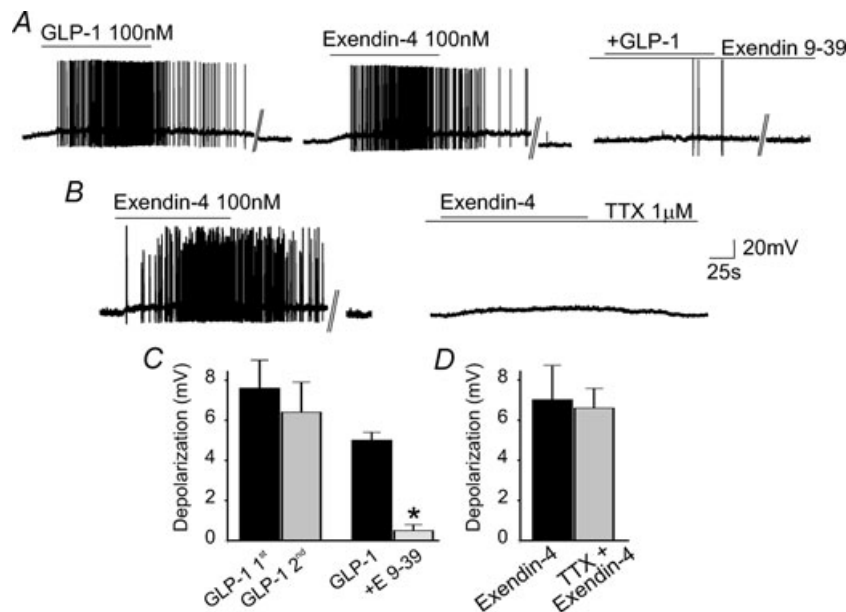 A
GLP-1 100nM
Exendin-4 100nM
+GLP-1
Exendin 9-39
B
Exendin-4 100nM
Exendin-4
TTX 1µM
20mV
25s
C
Depolarization (mV)
8
6
4
2
0
GLP-1 1st
GLP-1 2nd
GLP-1
+E 9-39
*
D
Depolarization (mV)
8
6
4
2
0
Exendin-4
TTX +
Exendin-4